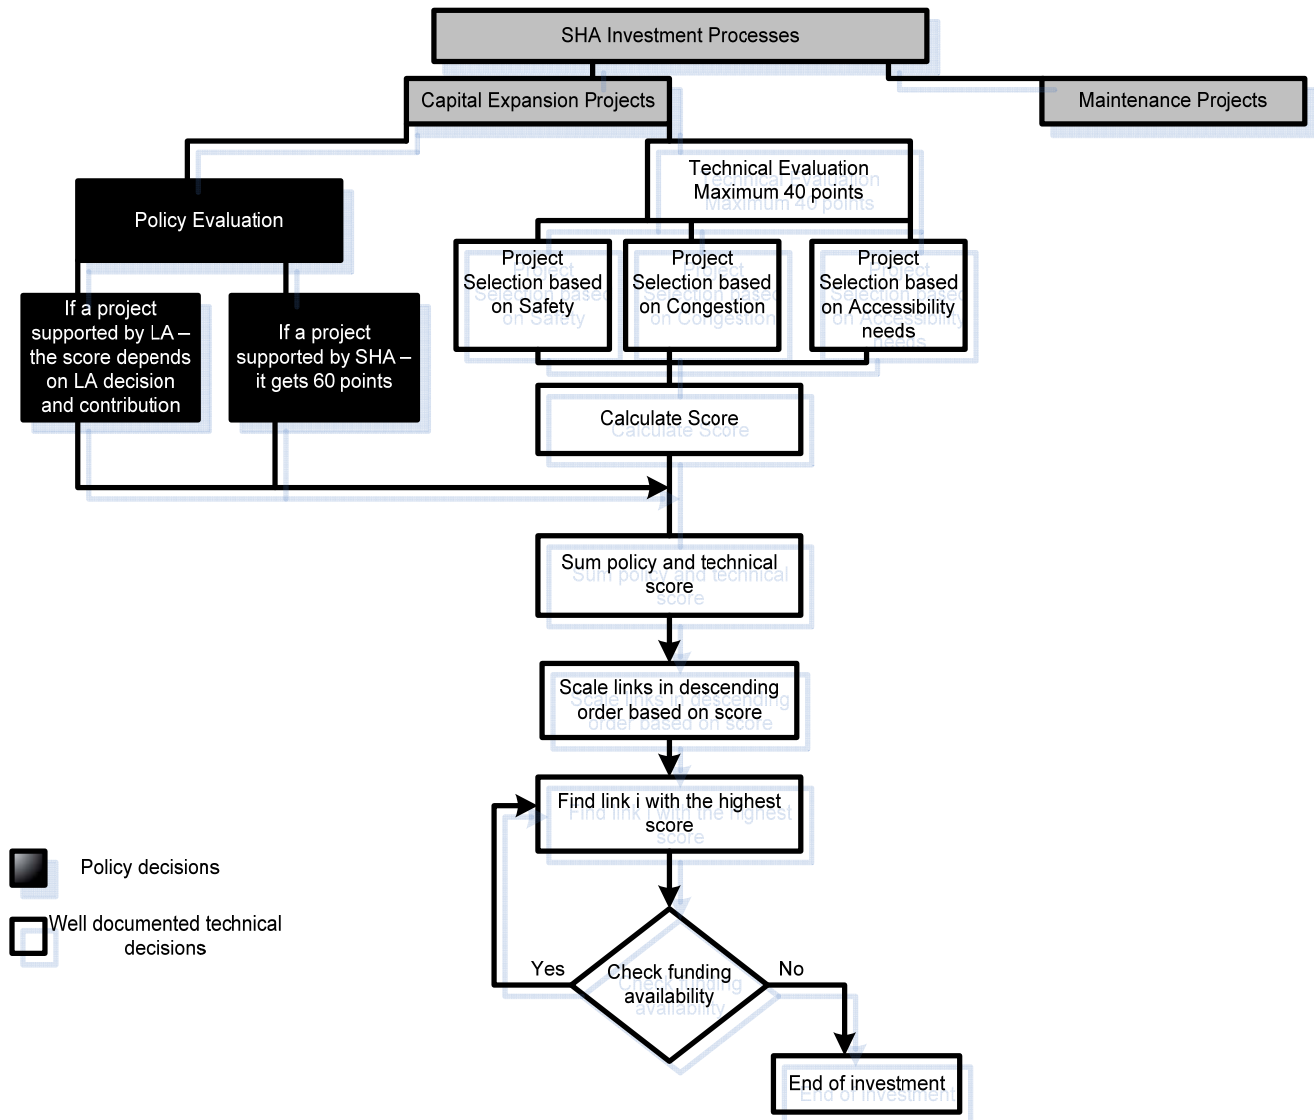 SHA Investment Processes
Capital Expansion Projects
Maintenance Projects
Technical Evaluation
Maximum 40 points
Policy Evaluation
Project
Selection based
on Safety
Project
Selection based
on Congestion
Project
Selection based
on Accessibility
needs
If a project
supported by LA –
the score depends
on LA decision
and contribution
If a project
supported by SHA –
it gets 60 points
Calculate Score
Sum policy and technical
score
Scale links in descending
order based on score
Find link i with the highest
score
Policy decisions
Well documented technical
decisions
Yes
Check funding
availability
No
End of investment